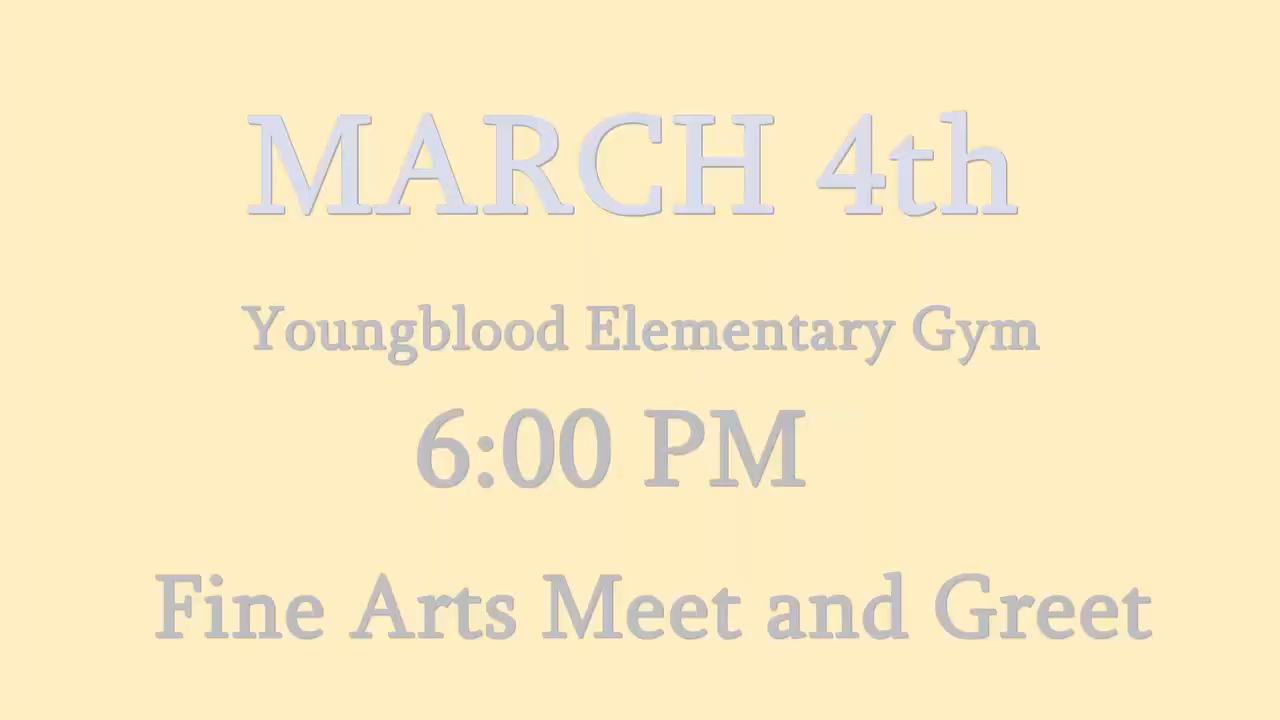 MARCH 4th
Youngblood Elementary Gym
6:00 PM
Fine Arts Meet and Greet